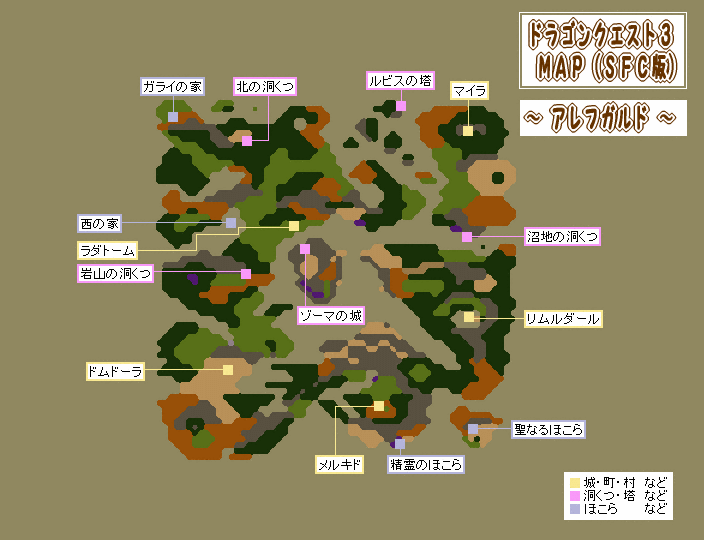 ドラゴンクエスト3
MAP(SFC版)
～ アレフガルド ～
ガライの家
北の洞くつ
ルビスの塔
マイラ
西の家
ラダトーム
沼地の洞くつ
岩山の洞くつ
ゾーマの城
リムルダール
ドムドーラ
聖なるほこら
メルキド
精霊のほこら
城・町・村 など
洞くつ・塔 など
ほこら など